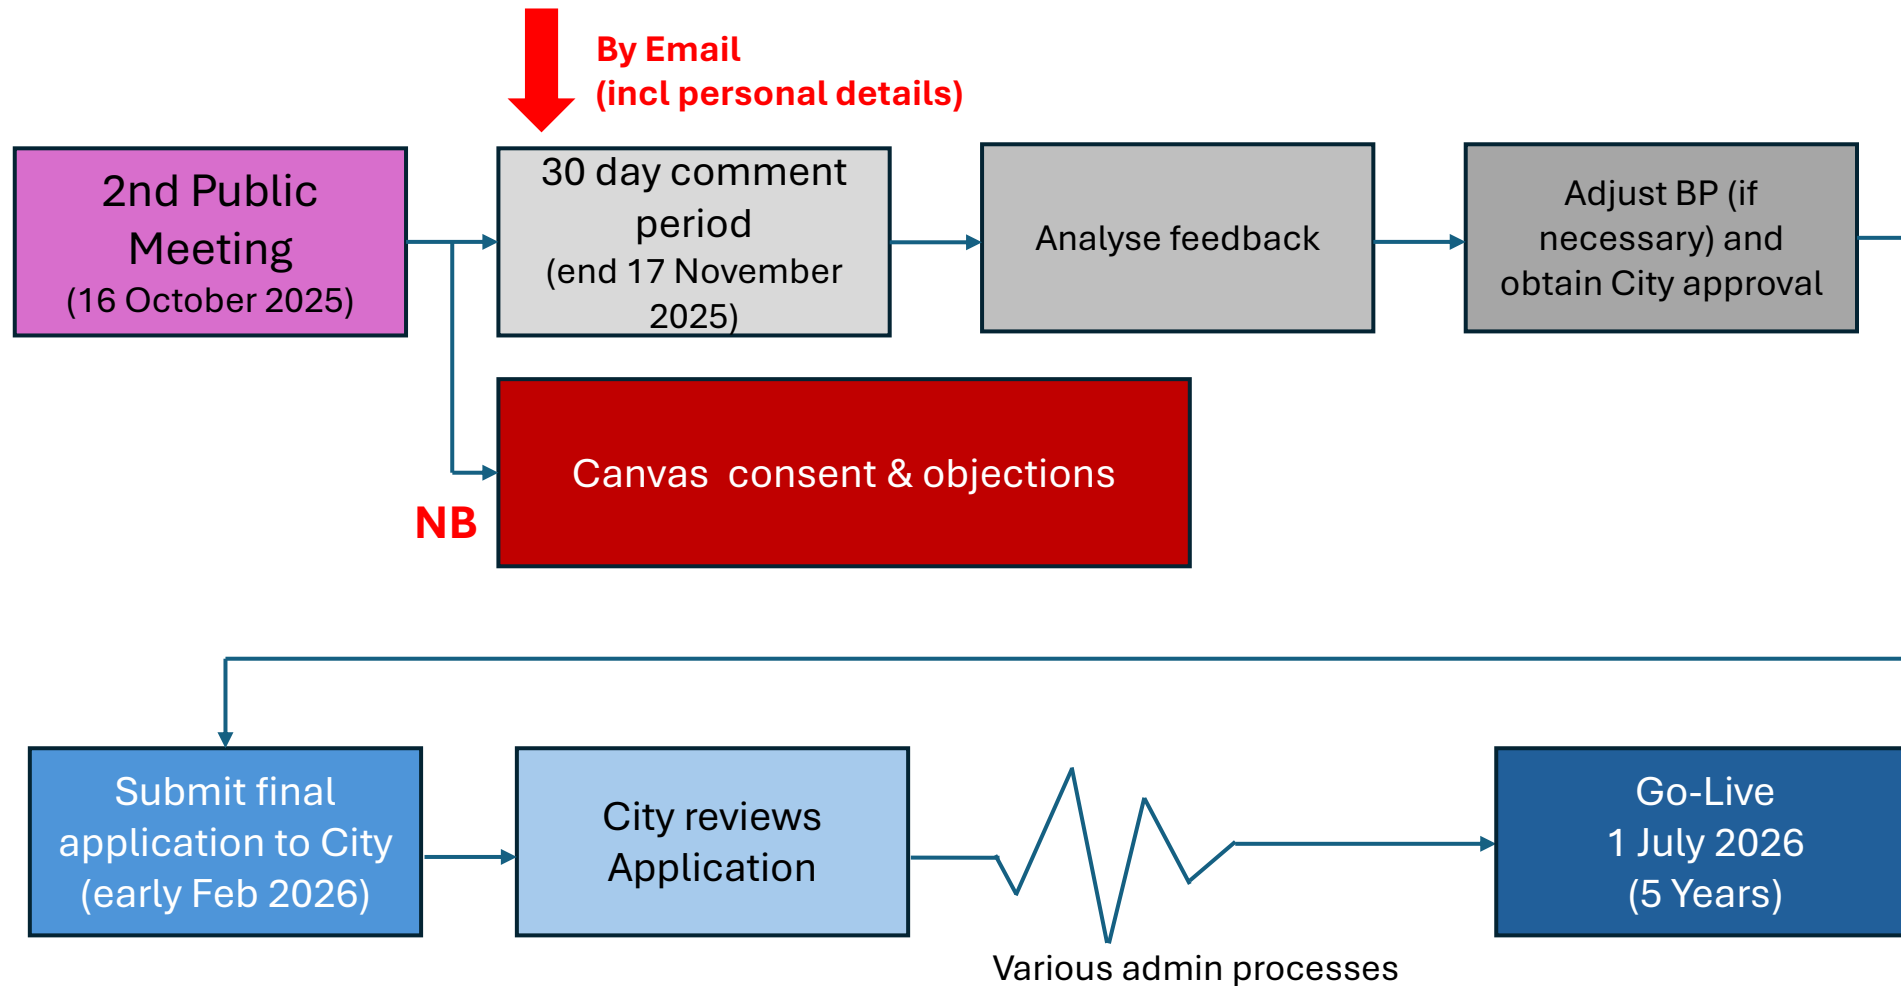 By Email
(incl personal details)
2nd Public
Meeting
(16 October 2025)
30 day comment
period
(end 17 November
2025)
Analyse feedback
Adjust BP (if
necessary) and
obtain City approval
Canvas  consent & objections
NB
Submit final
application to City
(early Feb 2026)
City reviews
Application
Various admin processes
Go-Live
1 July 2026
(5 Years)